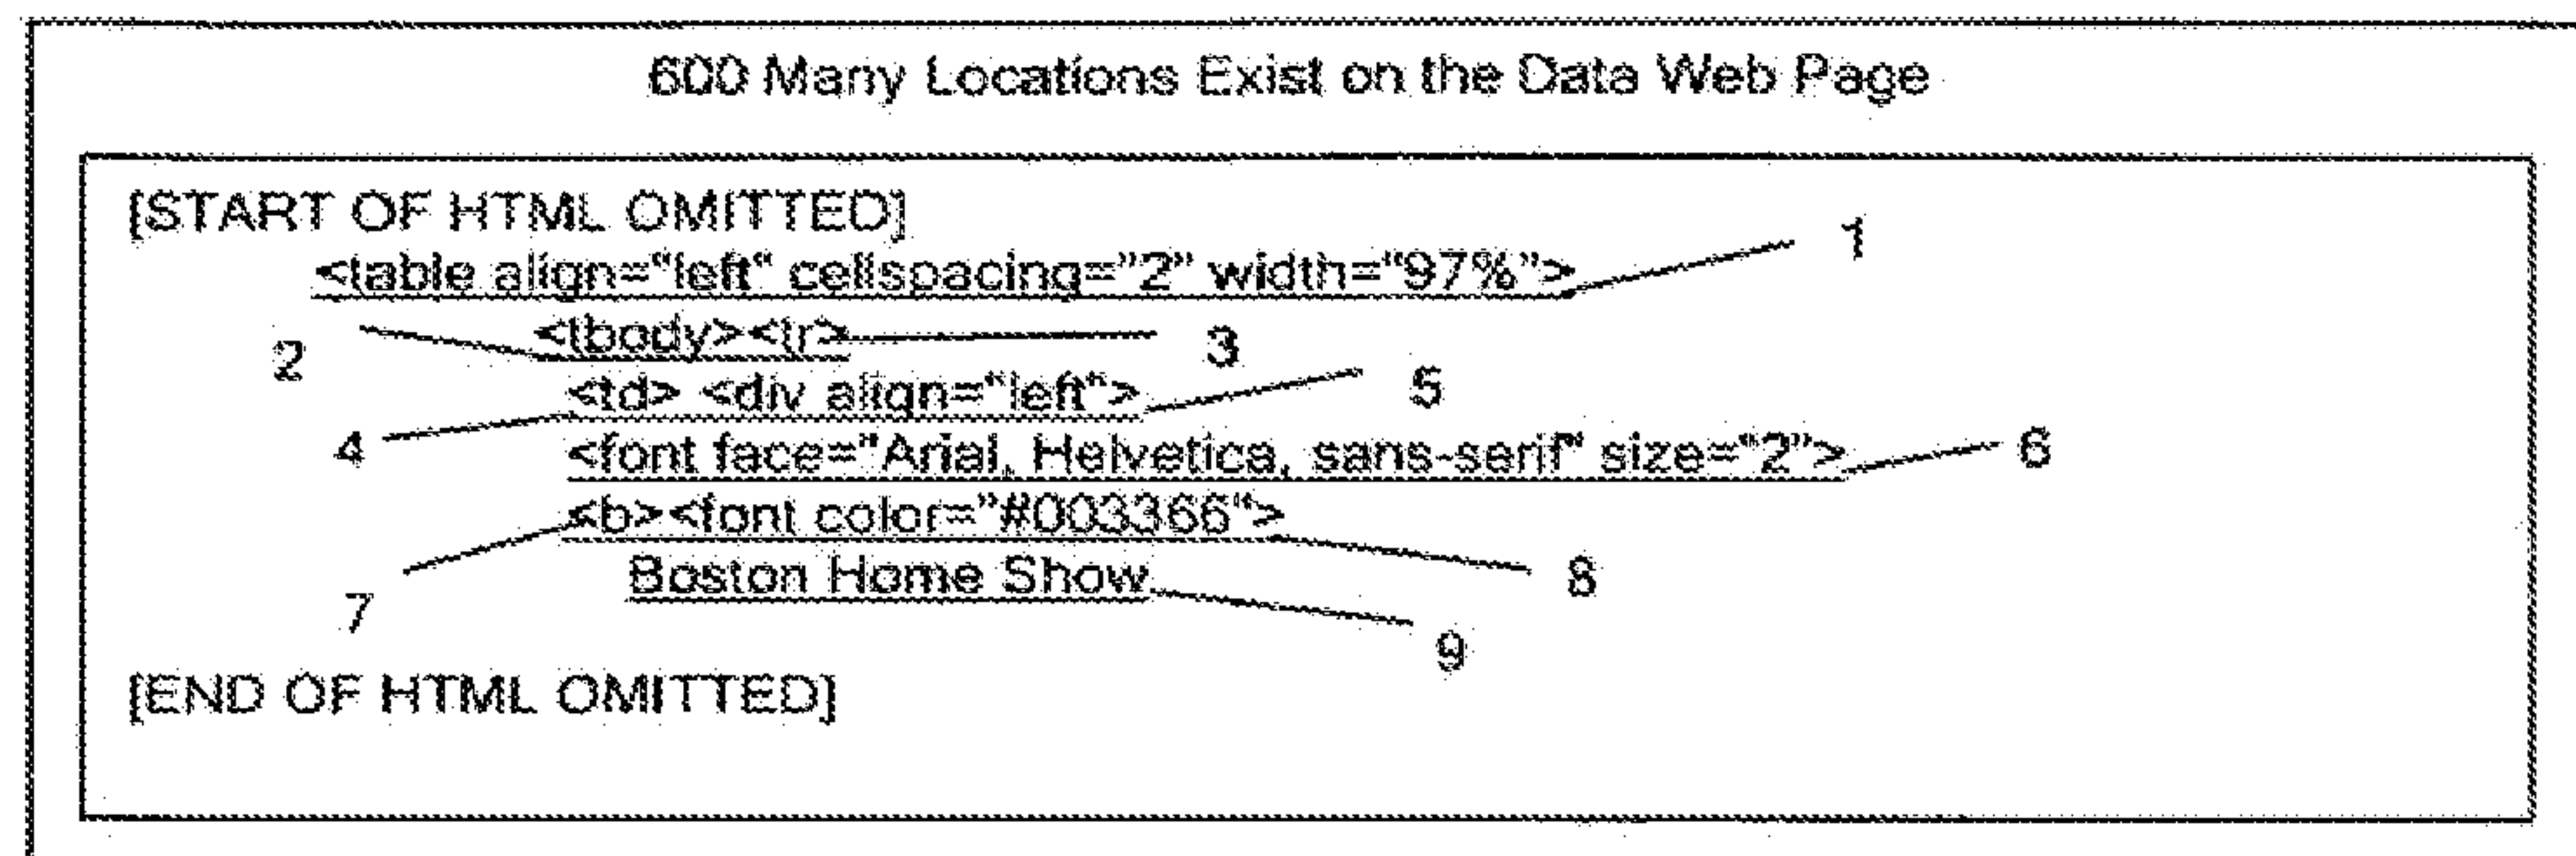 600 Many Locations Exist on the Data Web Page
[START OF HTML OMITTED]
<table align="left" cellspacing="2" width="97%"> 1
2 <tbody><tr> 3
<td> <div align="left"> 5
4 <font face="Arial, Helvetica, sans-serif" size="2"> 6
<b><font color="#003366">
Boston Home Show 8
7
9
[END OF HTML OMITTED]